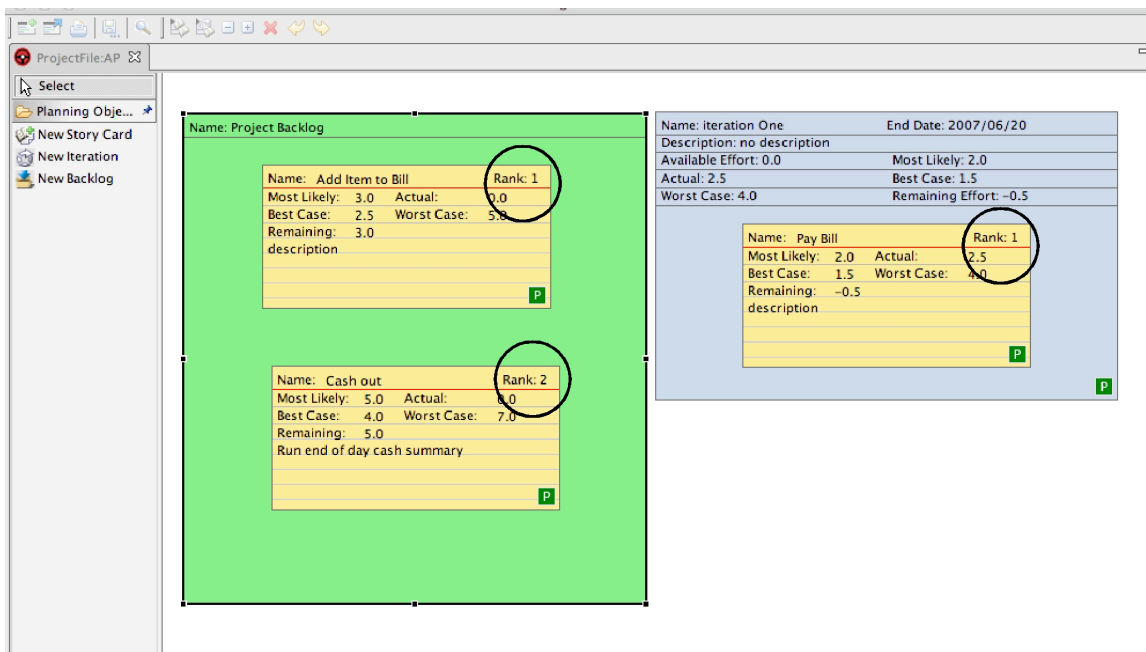 ProjectFile:AP
Select
Planning Obje...
New Story Card
New Iteration
New Backlog
Name: Project Backlog
Name: Add Item to Bill Rank: 1
Most Likely: 3.0 Actual: 0.0
Best Case: 2.5 Worst Case: 5.0
Remaining: 3.0
description
P
Name: Cash out Rank: 2
Most Likely: 5.0 Actual: 0.0
Best Case: 4.0 Worst Case: 7.0
Remaining: 5.0
Run end of day cash summary
P
Name: iteration One End Date: 2007/06/20
Description: no description
Available Effort: 0.0 Most Likely: 2.0
Actual: 2.5 Best Case: 1.5
Worst Case: 4.0 Remaining Effort: -0.5
Name: Pay Bill Rank: 1
Most Likely: 2.0 Actual: 2.5
Best Case: 1.5 Worst Case: 4.0
Remaining: -0.5
description
P
P